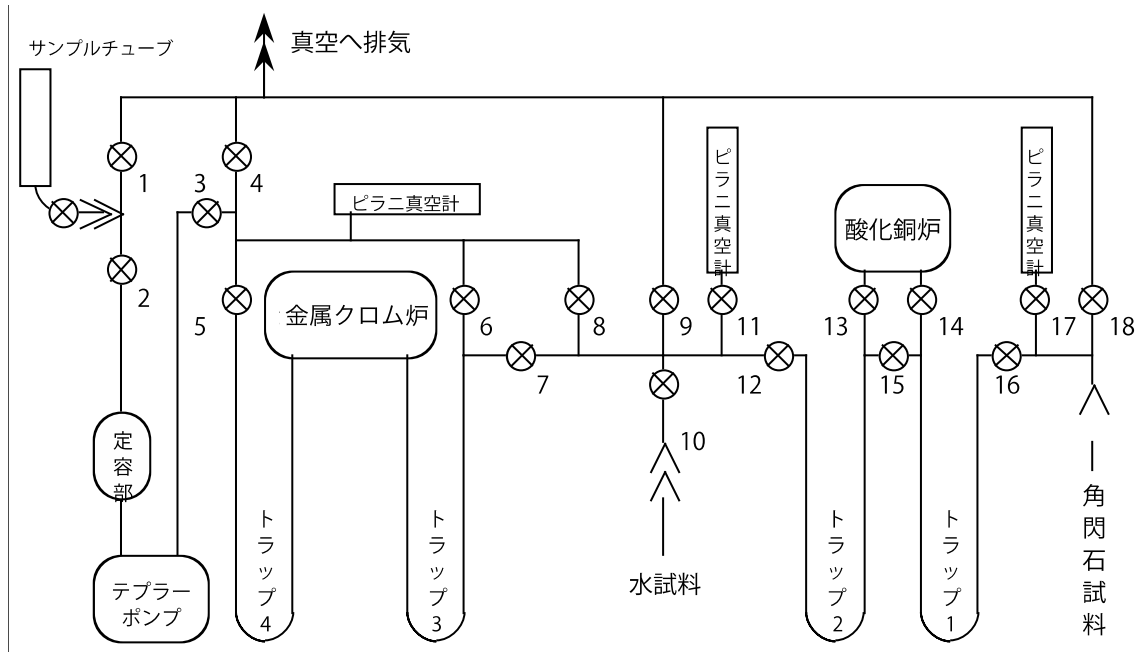 サンプルチューブ
真空へ排気
1
3
4
ピラニ真空計
ピラニ真空計
酸化銅炉
ピラニ真空計
2
5
金属クロム炉
6
8
9
11
13
14
17
18
7
12
15
16
10
定容部
トラップ4
トラップ3
水試料
トラップ2
トラップ1
角閃石試料
テプラー
ポンプ